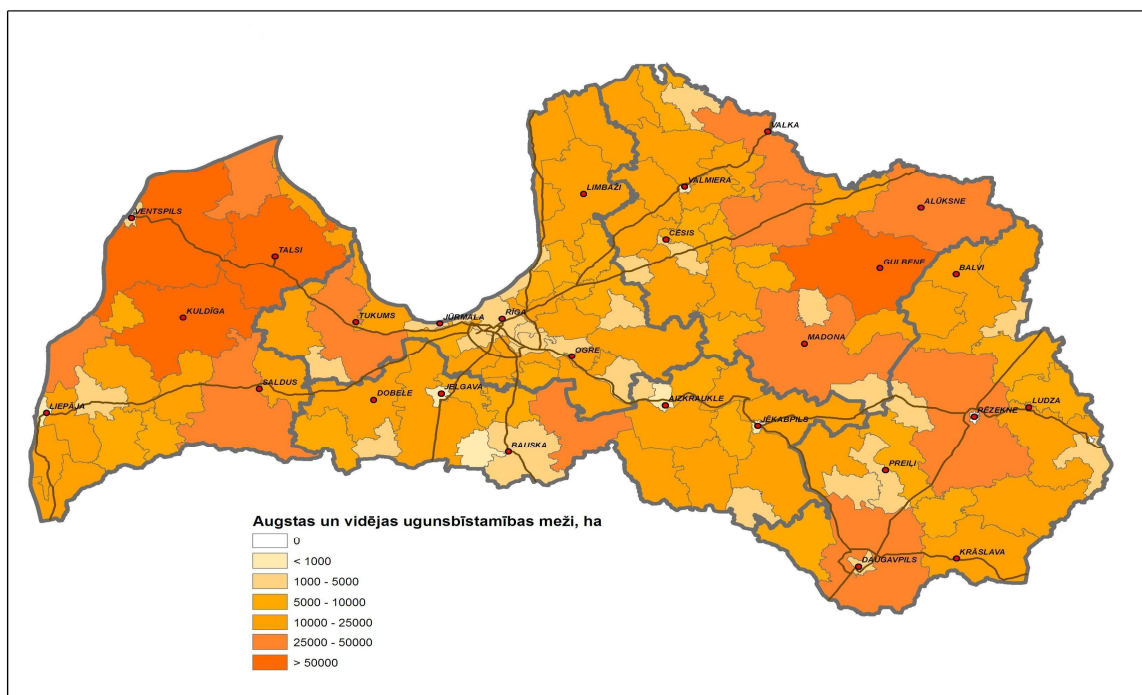 VALKA
VALMIERA
LIMBAŽI
ALŪKSNE
VENTSPILS
CĒSIS
TALSI
GULBENE
BALVI
KULDĪGA
TUKUMS
JŪRMALA
RĪGA
MADONA
OGRE
SALDUS
DOBELE
JELGAVA
AIZKRAUKLE
LUDZA
LIEPĀJA
RĒZEKNE
JĒKABPILS
BAUSKA
PREIĻI
KRĀSLAVA
DAUGAVPILS
Augstas un vidējas ugunsbīstamības meži, ha
0
< 1000
1000 - 5000
5000 - 10000
10000 - 25000
25000 - 50000
> 50000